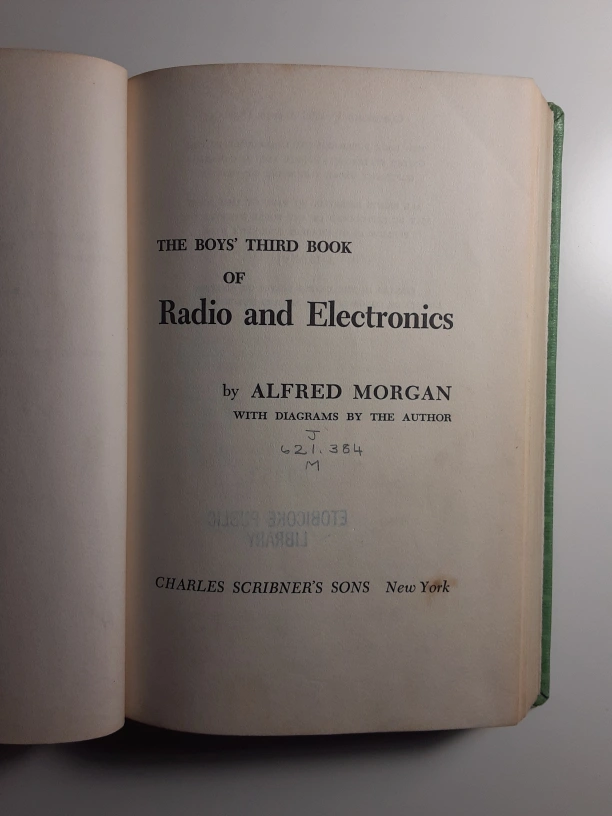 THE BOYS' THIRD BOOK
OF
Radio and Electronics
by ALFRED MORGAN
WITH DIAGRAMS BY THE AUTHOR
J
621.384
M
ETOBICOKE PUBLIC
LIBRARY
CHARLES SCRIBNER'S SONS New York